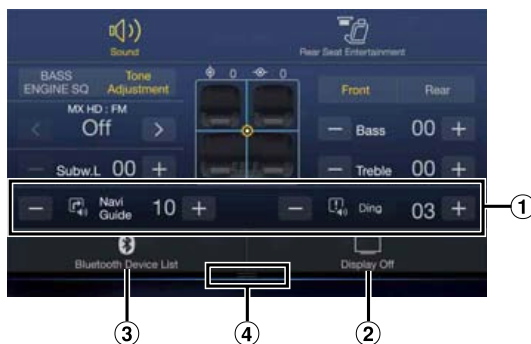 Sound
Rear Seat Entertainment
BASS ENGINE SQ
Tone Adjustment
0 0
Front Rear
MX HD : FM
< Off >
− Bass 00 +
− Subw.L 00 +
− Treble 00 +
− Navi Guide 10 +
− Ding 03 +
1
Bluetooth Device List
Display Off
3
4
2